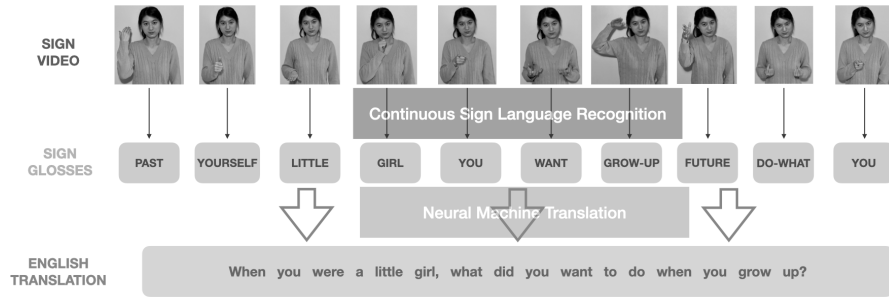 SIGN
VIDEO
Continuous Sign Language Recognition
SIGN
GLOSSES
PAST YOURSELF LITTLE GIRL YOU WANT GROW-UP FUTURE DO-WHAT YOU
Neural Machine Translation
ENGLISH
TRANSLATION
When you were a little girl, what did you want to do when you grow up?